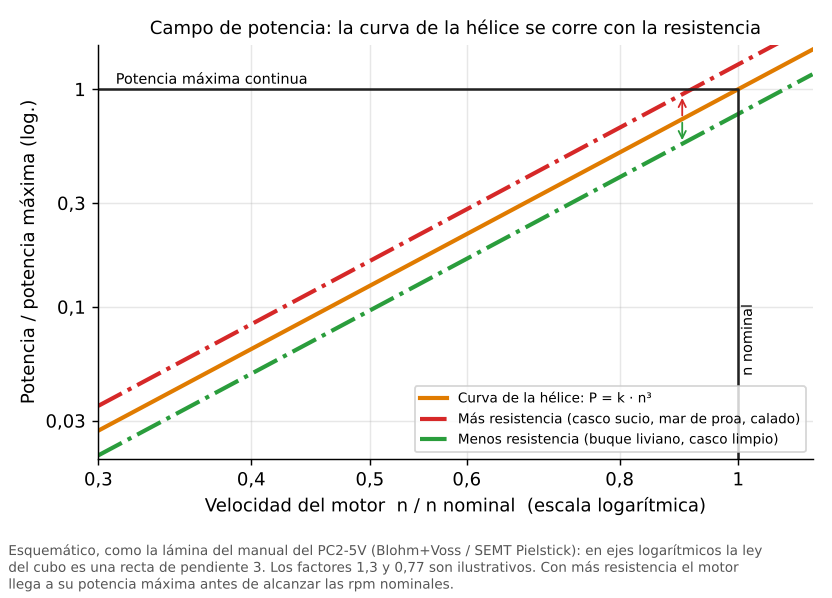 Campo de potencia: la curva de la hélice se corre con la resistencia
Potencia / potencia máxima (log.)
1
0,3
0,1
0,03
Potencia máxima continua
n nominal
Curva de la hélice: P = k · n³
Más resistencia (casco sucio, mar de proa, calado)
Menos resistencia (buque liviano, casco limpio)
0,3
0,4
0,5
0,6
0,8
1
Velocidad del motor n / n nominal (escala logarítmica)
Esquemático, como la lámina del manual del PC2-5V (Blohm+Voss / SEMT Pielstick): en ejes logarítmicos la ley
del cubo es una recta de pendiente 3. Los factores 1,3 y 0,77 son ilustrativos. Con más resistencia el motor
llega a su potencia máxima antes de alcanzar las rpm nominales.